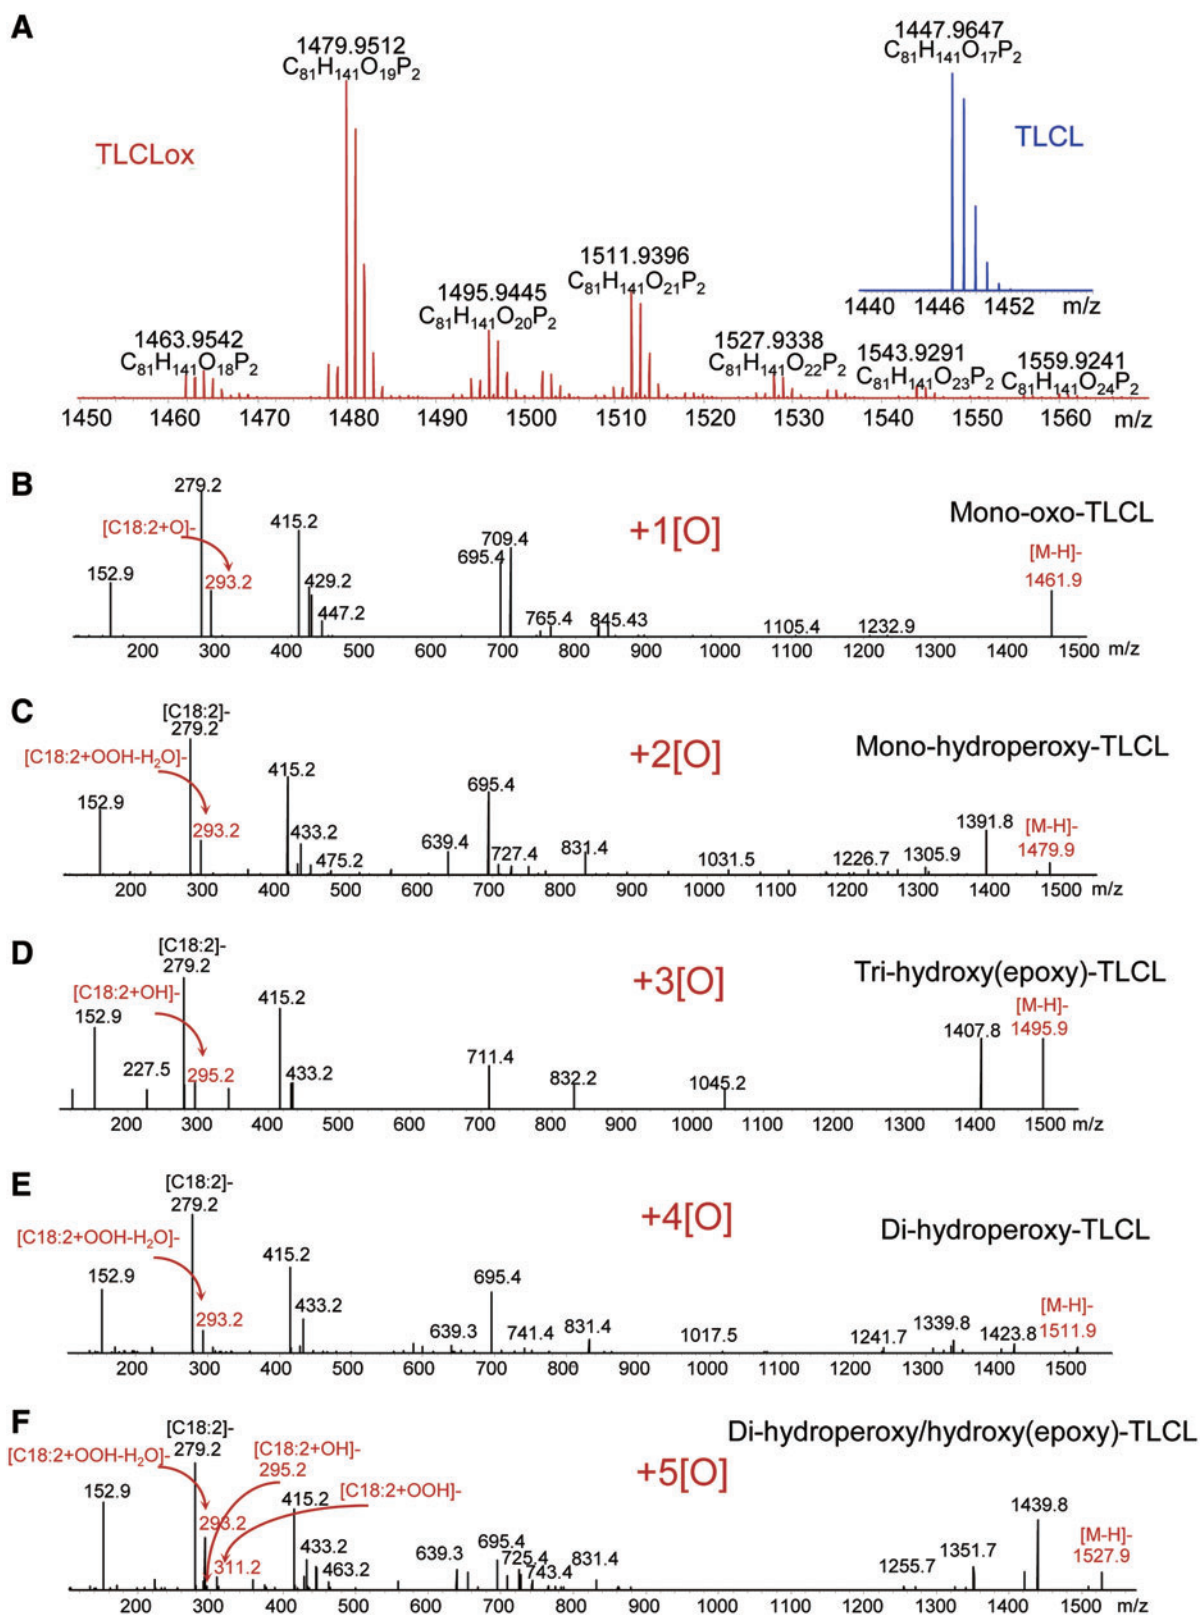 A
1479.9512
C81H141O19P2
1447.9647
C81H141O17P2
TLCLox
TLCL
1511.9396
C81H141O21P2
1495.9445
C81H141O20P2
1440 1446 1452 m/z
1463.9542
C81H141O18P2
1527.9338
C81H141O22P2
1543.9291
C81H141O23P2
1559.9241
C81H141O24P2
1450 1460 1470 1480 1490 1500 1510 1520 1530 1540 1550 1560 m/z
B
279.2
[C18:2+O]-
415.2
+1[O]
Mono-oxo-TLCL
709.4
695.4
[M-H]-
152.9
293.2
429.2
1461.9
447.2
765.4
845.43
1105.4
1232.9
200 300 400 500 600 700 800 900 1000 1100 1200 1300 1400 1500 m/z
C
[C18:2]-
279.2
[C18:2+OOH-H2O]-
+2[O]
Mono-hydroperoxy-TLCL
415.2
695.4
152.9
293.2
433.2
475.2
639.4
727.4
831.4
1031.5
1226.7
1305.9
1391.8
[M-H]-
1479.9
200 300 400 500 600 700 800 900 1000 1100 1200 1300 1400 1500 m/z
D
[C18:2]-
279.2
[C18:2+OH]-
+3[O]
Tri-hydroxy(epoxy)-TLCL
152.9
415.2
[M-H]-
1495.9
1407.8
227.5
295.2
433.2
711.4
832.2
1045.2
200 300 400 500 600 700 800 900 1000 1100 1200 1300 1400 1500 m/z
E
[C18:2]-
279.2
+4[O]
Di-hydroperoxy-TLCL
[C18:2+OOH-H2O]-
415.2
152.9
695.4
293.2
433.2
639.3
741.4
831.4
1017.5
1241.7
1339.8
1423.8
[M-H]-
1511.9
200 300 400 500 600 700 800 900 1000 1100 1200 1300 1400 1500 m/z
F
[C18:2]-
279.2
Di-hydroperoxy/hydroxy(epoxy)-TLCL
[C18:2+OOH-H2O]-
[C18:2+OH]-
295.2
+5[O]
[C18:2+OOH]-
152.9
415.2
293.2
311.2
433.2
463.2
639.3
695.4
725.4
743.4
831.4
1255.7
1351.7
1439.8
[M-H]-
1527.9
200 300 400 500 600 700 800 900 1000 1100 1200 1300 1400 1500 m/z